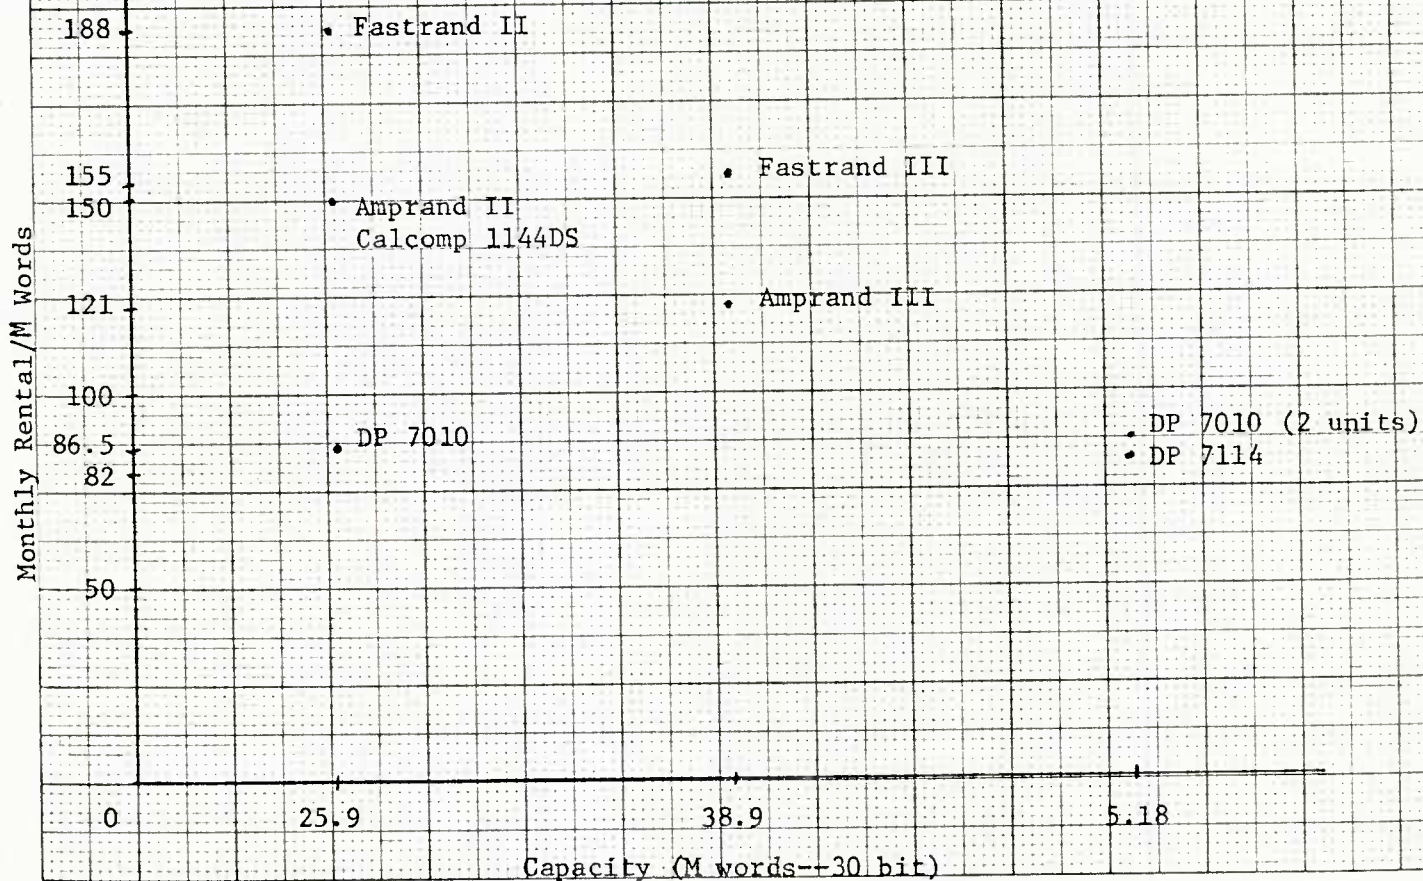 188
Fastrand II
155
Fastrand III
150
Amprand II
Calcomp 1144DS
121
Amprand III
100
DP 7010 (2 units)
86.5
DP 7010
DP 7114
82
50
Monthly Rental/M Words
0
25.9
38.9
5.18
Capacity (M words--30 bit)